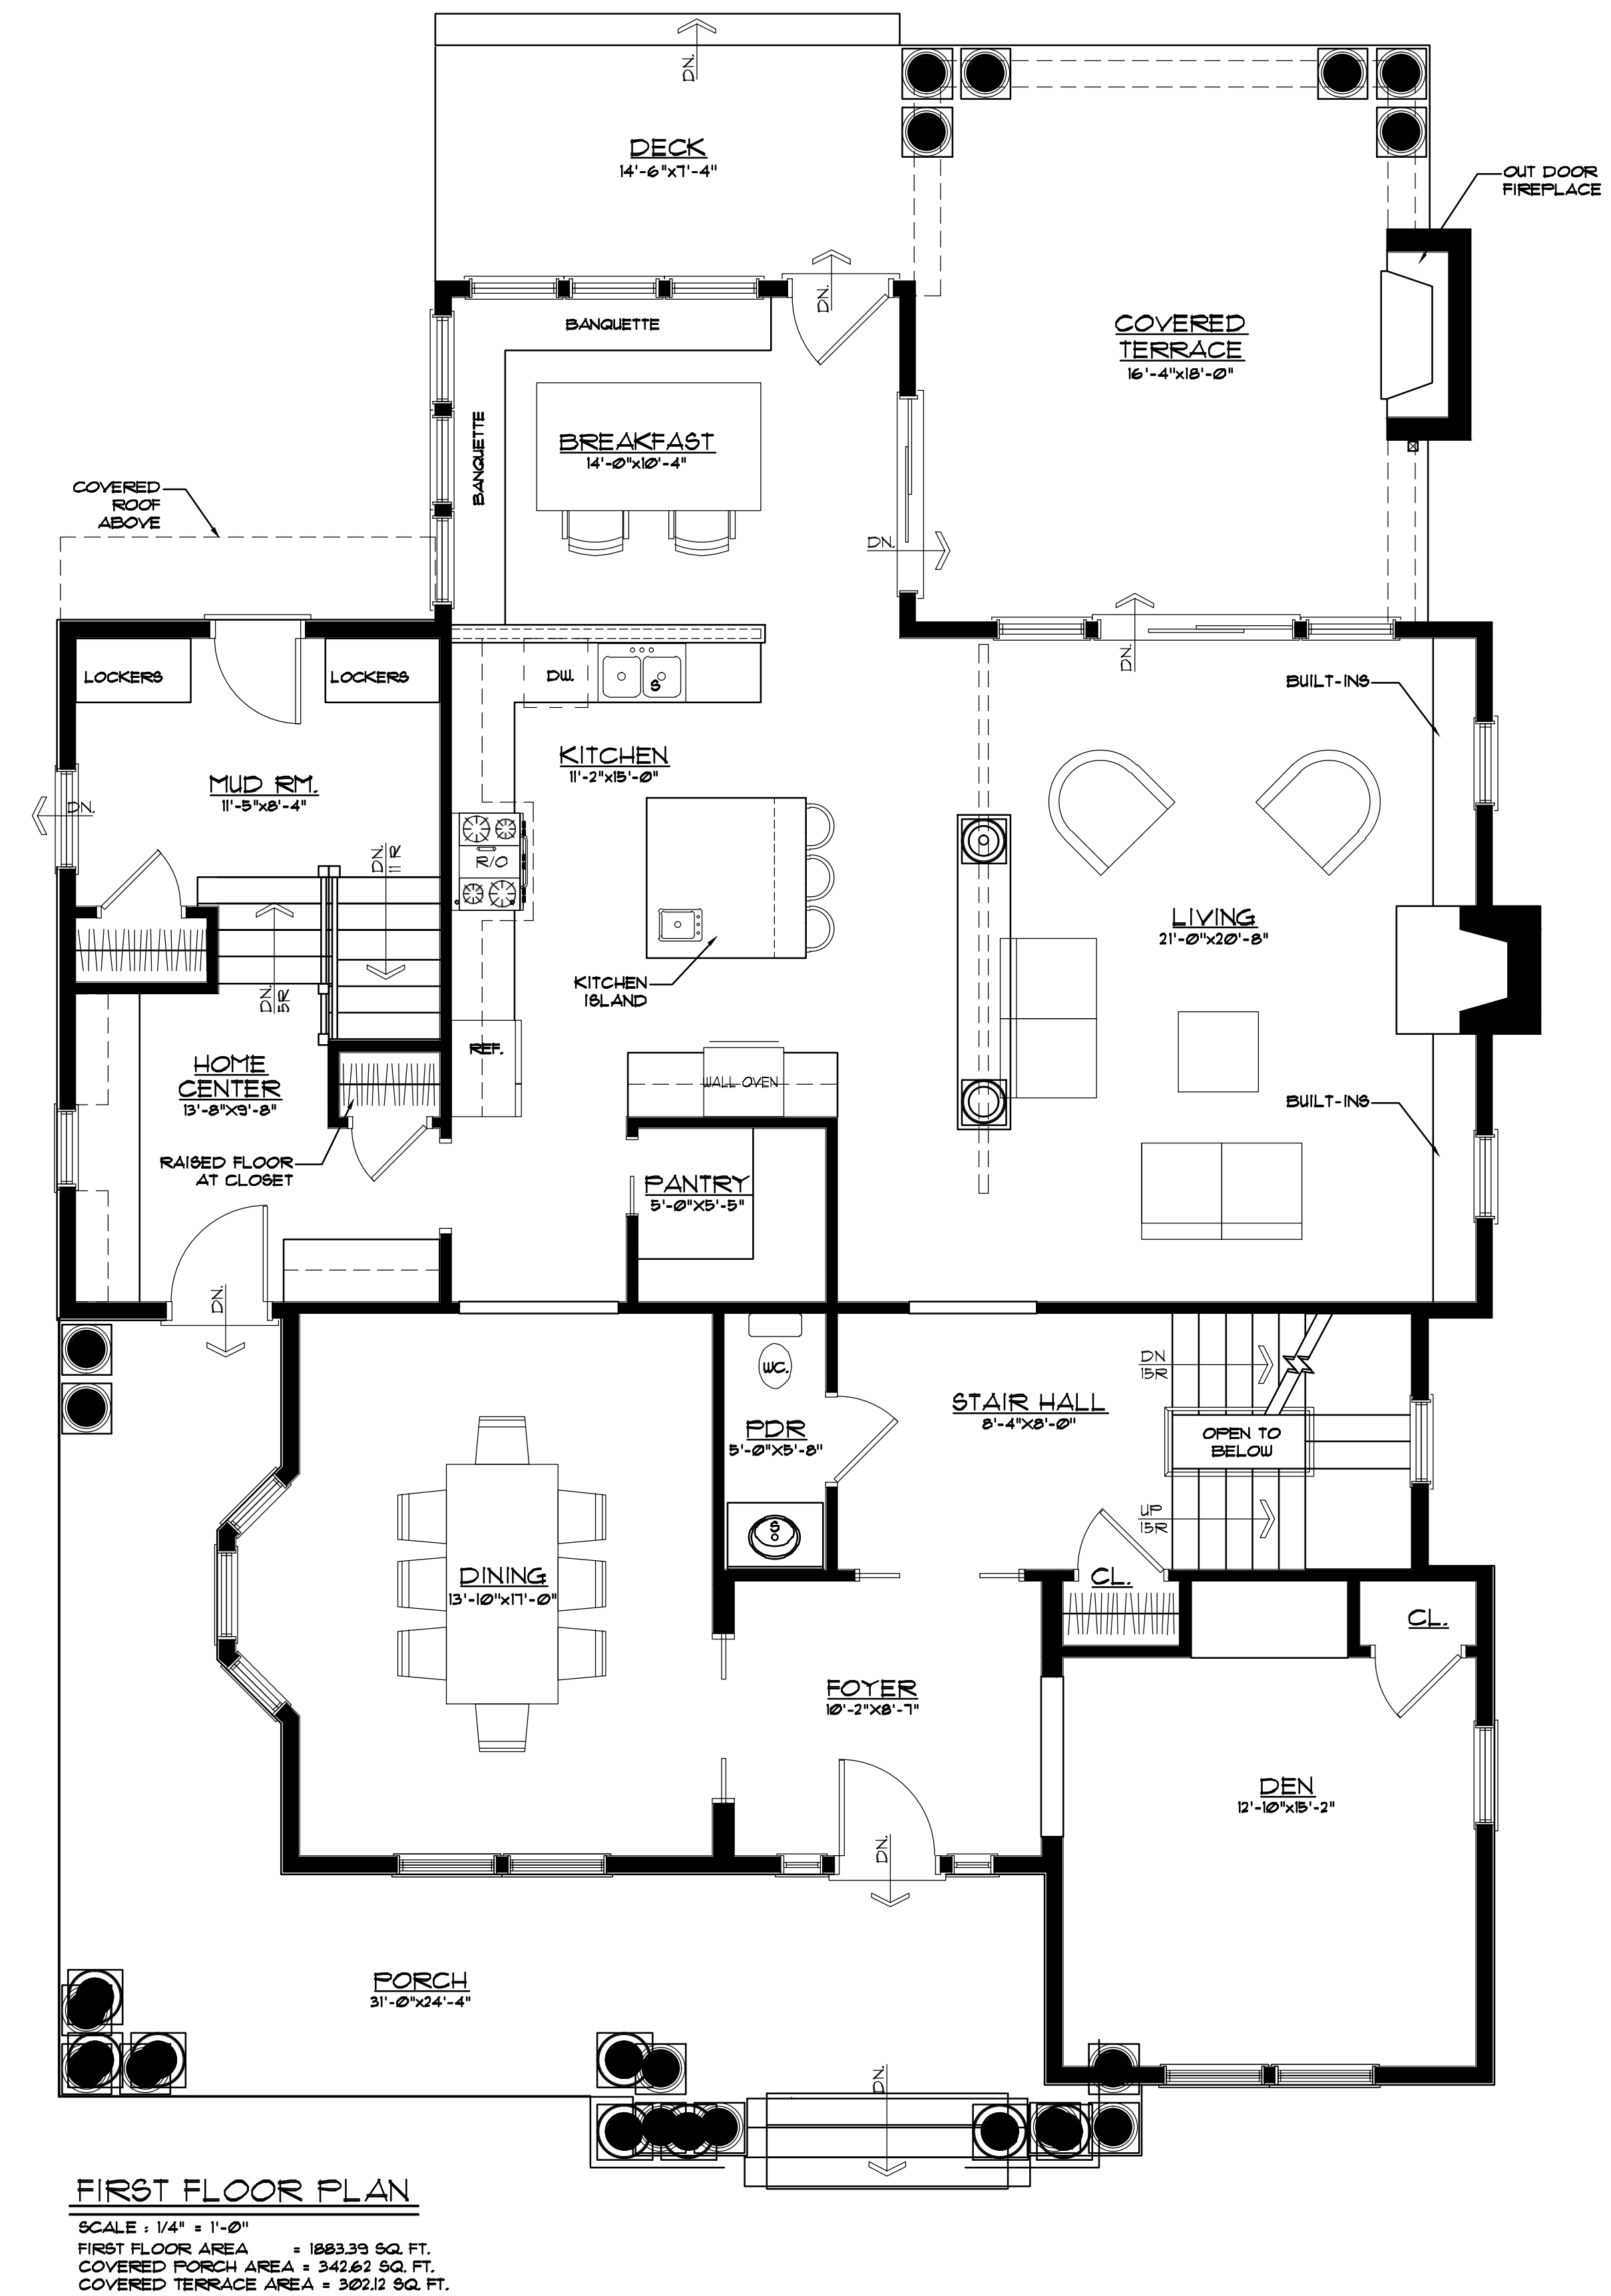 DN.
DECK
14'-6"x7'-4"
OUT DOOR
FIREPLACE
DN.
BANQUETTE
COVERED
TERRACE
16'-4"x18'-0"
BANQUETTE
BREAKFAST
14'-0"x10'-4"
COVERED
ROOF
ABOVE
DN.
DN.
LOCKERS
LOCKERS
DW.
S
BUILT-INS
KITCHEN
11'-2"x15'-0"
MUD RM.
11'-5"x8'-4"
DN.
DN.
11 R
R/O
LIVING
21'-0"x20'-8"
KITCHEN
ISLAND
DN.
5R
REF.
HOME
CENTER
13'-8"X9'-8"
WALL OVEN
BUILT-INS
RAISED FLOOR
AT CLOSET
PANTRY
5'-0"X5'-5"
DN.
DN
15R
WC.
STAIR HALL
8'-4"X8'-0"
PDR
5'-0"X5'-8"
OPEN TO
BELOW
UP
15R
S
DINING
13'-10"x17'-0"
CL.
CL.
FOYER
10'-2"X8'-7"
DEN
12'-10"x15'-2"
DN.
PORCH
31'-0"x24'-4"
DN.
FIRST FLOOR PLAN
SCALE : 1/4" = 1'-0"
FIRST FLOOR AREA = 1883.39 SQ. FT.
COVERED PORCH AREA = 342.62 SQ. FT.
COVERED TERRACE AREA = 302.12 SQ. FT.